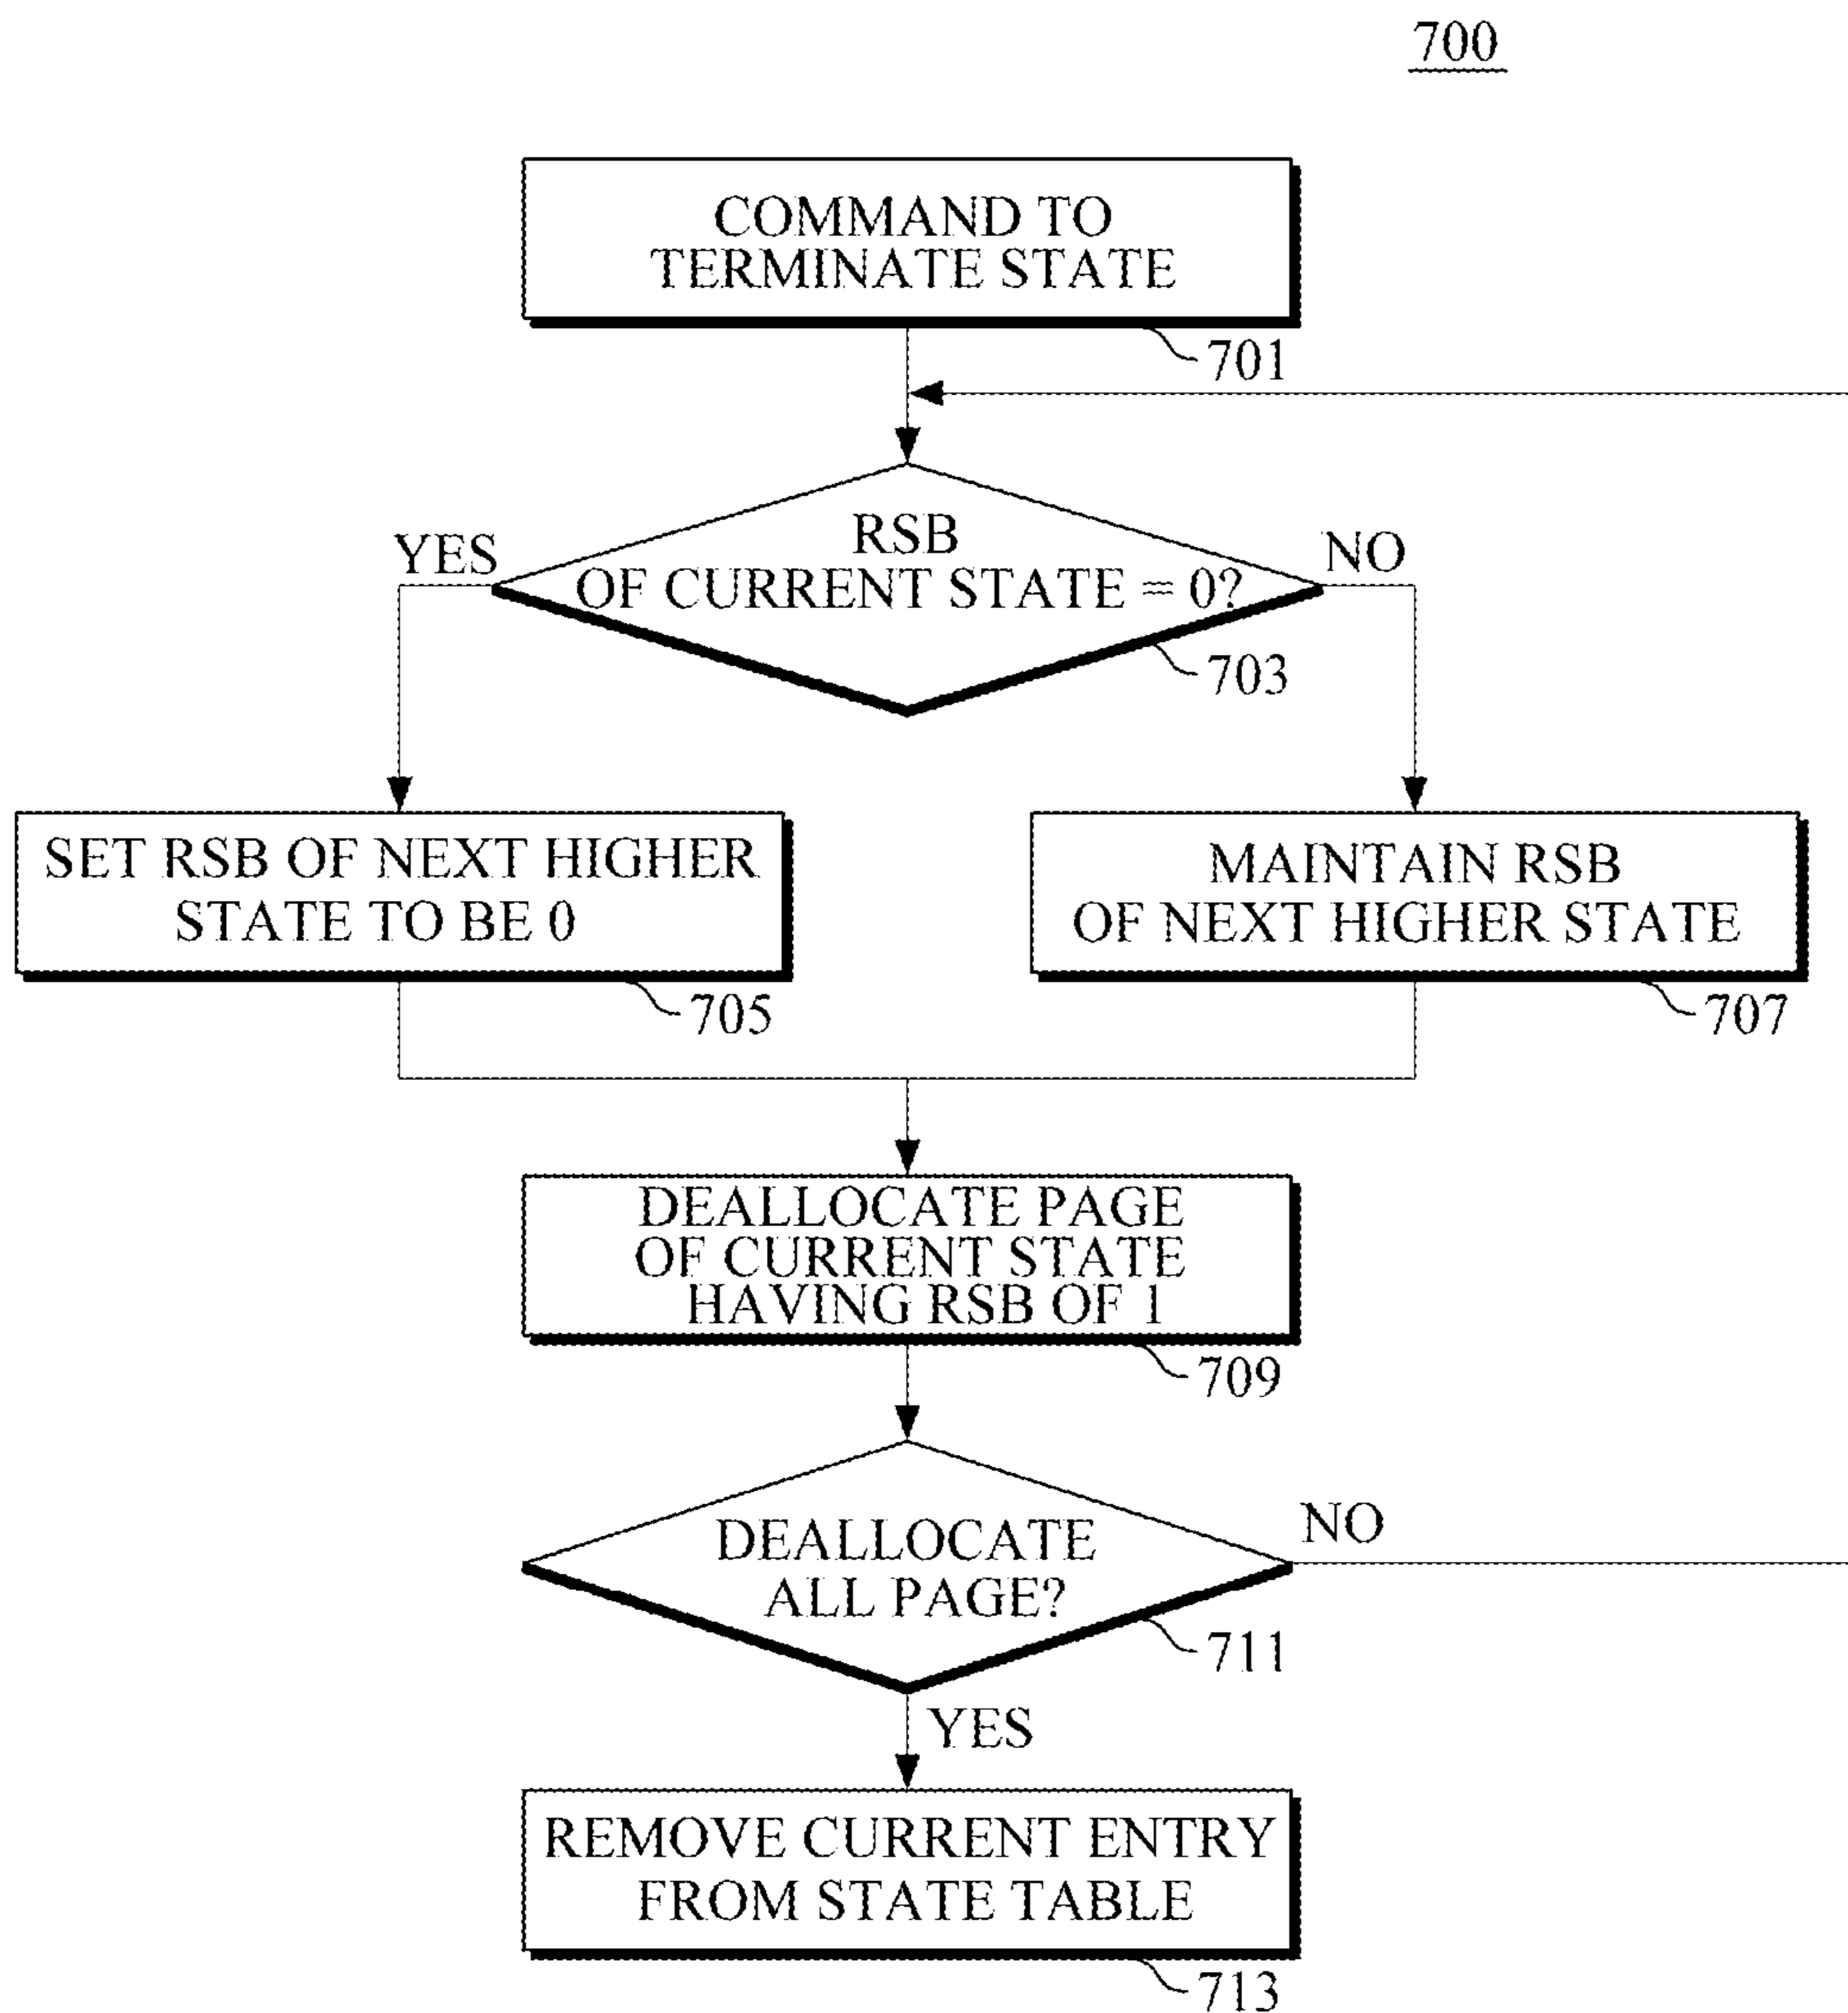 700
COMMAND TO
TERMINATE STATE
701
RSB
OF CURRENT STATE = 0?
YES
NO
703
SET RSB OF NEXT HIGHER
STATE TO BE 0
705
MAINTAIN RSB
OF NEXT HIGHER STATE
707
DEALLOCATE PAGE
OF CURRENT STATE
HAVING RSB OF 1
709
DEALLOCATE
ALL PAGE?
NO
711
YES
REMOVE CURRENT ENTRY
FROM STATE TABLE
713